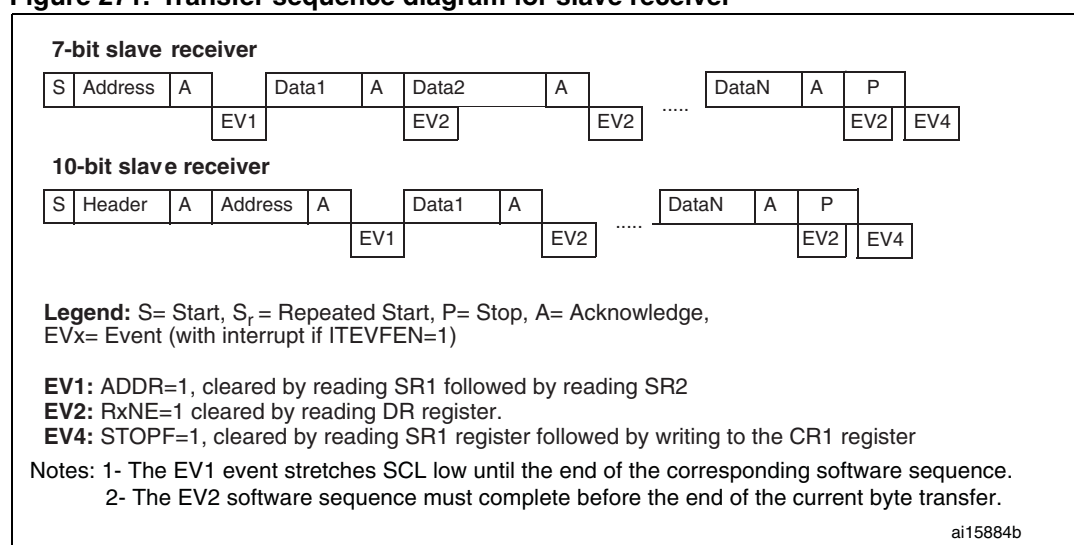 Figure 271. Transfer sequence diagram for slave receiver
7-bit slave receiver
S Address A Data1 A Data2 A ..... DataN A P
EV1 EV2 EV2 EV2 EV4
10-bit slave receiver
S Header A Address A Data1 A ..... DataN A P
EV1 EV2 EV2 EV4
Legend: S= Start, Sr = Repeated Start, P= Stop, A= Acknowledge,
EVx= Event (with interrupt if ITEVFEN=1)
EV1: ADDR=1, cleared by reading SR1 followed by reading SR2
EV2: RxNE=1 cleared by reading DR register.
EV4: STOPF=1, cleared by reading SR1 register followed by writing to the CR1 register
Notes: 1- The EV1 event stretches SCL low until the end of the corresponding software sequence.
2- The EV2 software sequence must complete before the end of the current byte transfer.
ai15884b